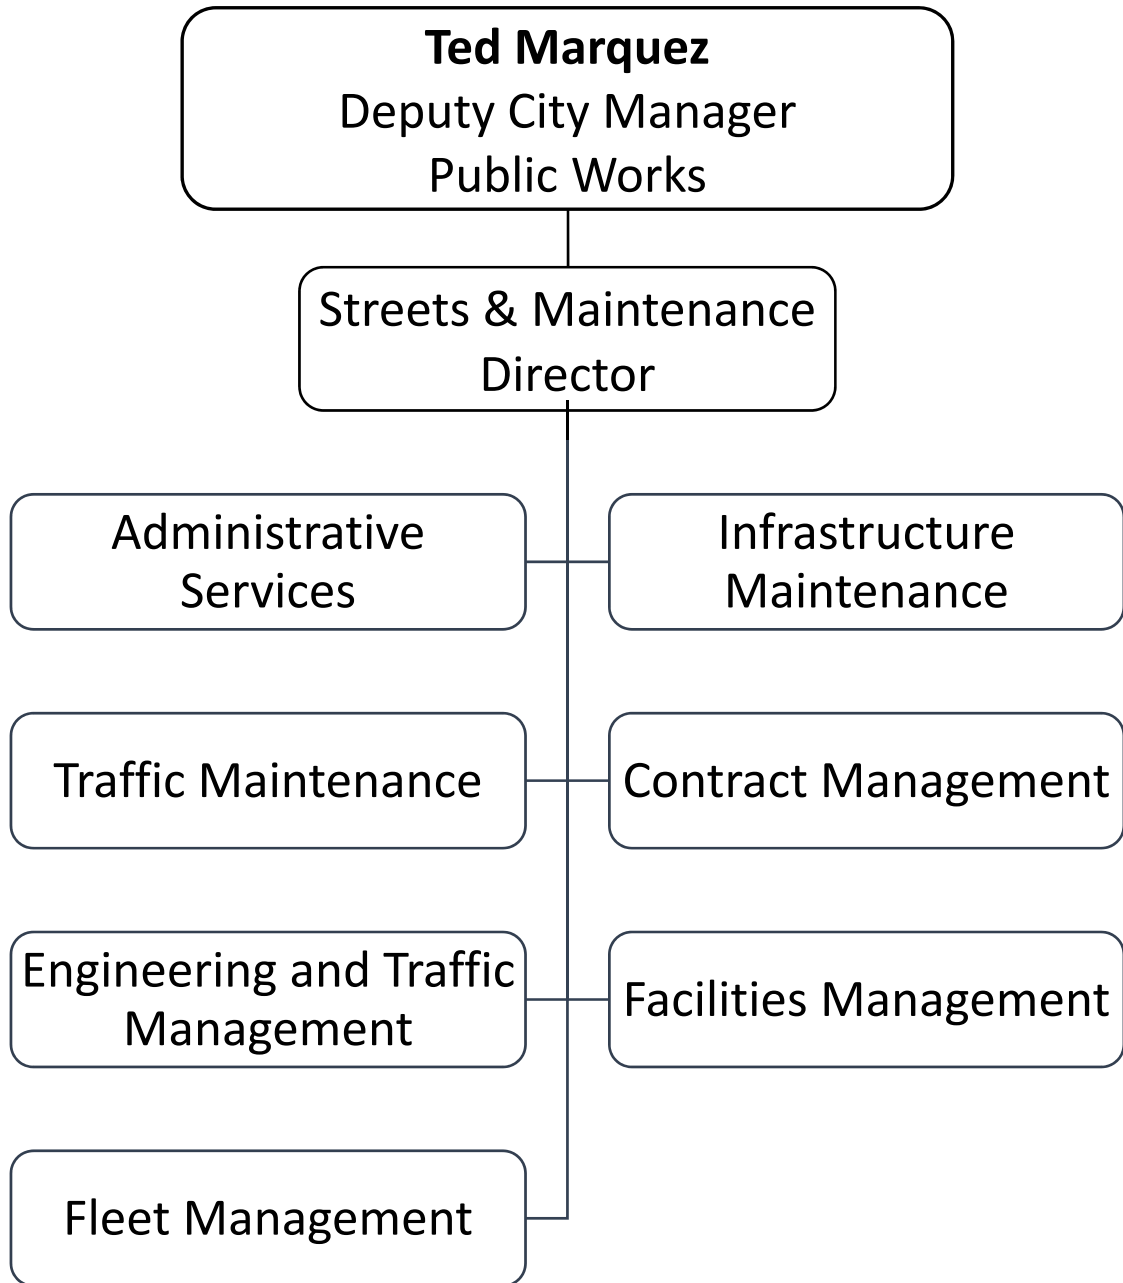 Ted Marquez
Deputy City Manager
Public Works
Streets & Maintenance
Director
Administrative
Services
Infrastructure
Maintenance
Traffic Maintenance
Contract Management
Engineering and Traffic
Management
Facilities Management
Fleet Management